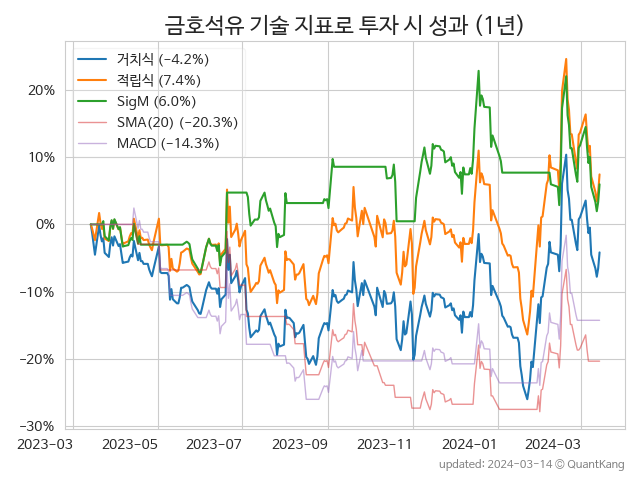 금호석유 기술 지표로 투자 시 성과 (1년)
거치식 (−4.2%)
적립식 (7.4%)
SigM (6.0%)
SMA(20) (−20.3%)
MACD (−14.3%)
20%
10%
0%
−10%
−20%
−30%
2023-03 2023-05 2023-07 2023-09 2023-11 2024-01 2024-03
updated: 2024-03-14 © QuantKang